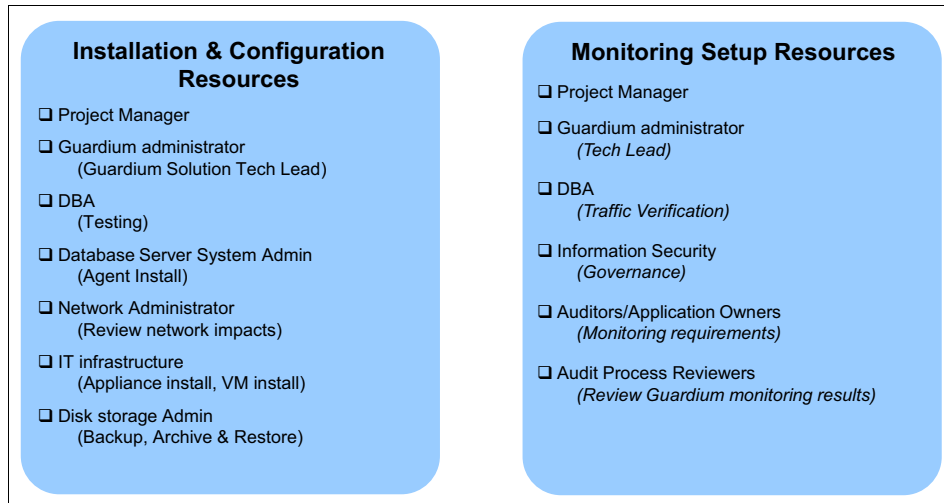 Installation & Configuration
Resources
❑ Project Manager
❑ Guardium administrator
(Guardium Solution Tech Lead)
❑ DBA
(Testing)
❑ Database Server System Admin
(Agent Install)
❑ Network Administrator
(Review network impacts)
❑ IT infrastructure
(Appliance install, VM install)
❑ Disk storage Admin
(Backup, Archive & Restore)
Monitoring Setup Resources
❑ Project Manager
❑ Guardium administrator
(Tech Lead)
❑ DBA
(Traffic Verification)
❑ Information Security
(Governance)
❑ Auditors/Application Owners
(Monitoring requirements)
❑ Audit Process Reviewers
(Review Guardium monitoring results)